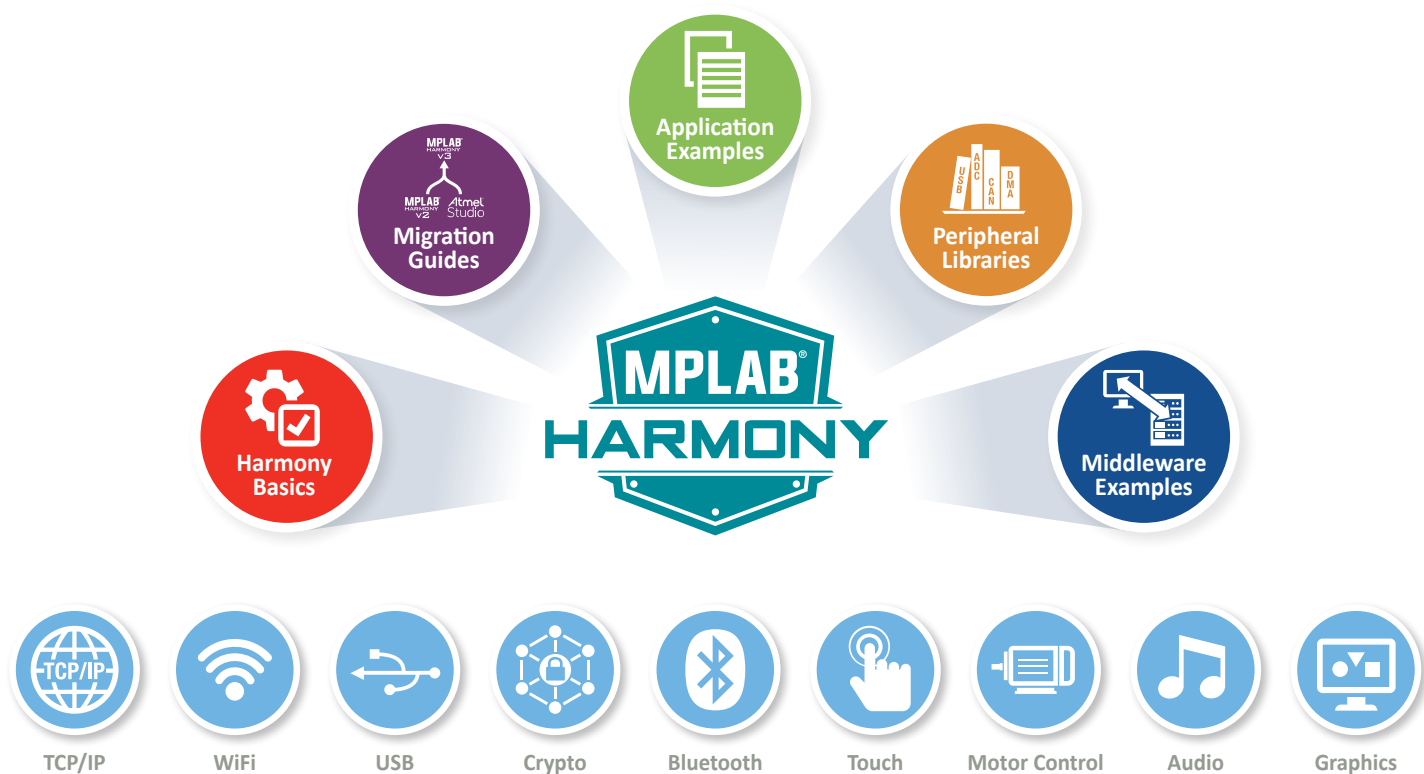 Application
Examples
MPLAB®
HARMONY
v3
MPLAB®
HARMONY
v2
Atmel
Studio
Migration
Guides
USB
ADC
CAN
DMA
Peripheral
Libraries
MPLAB®
HARMONY
Harmony
Basics
Middleware
Examples
TCP/IP
TCP/IP
WiFi
USB
Crypto
Bluetooth
Touch
Motor Control
Audio
Graphics